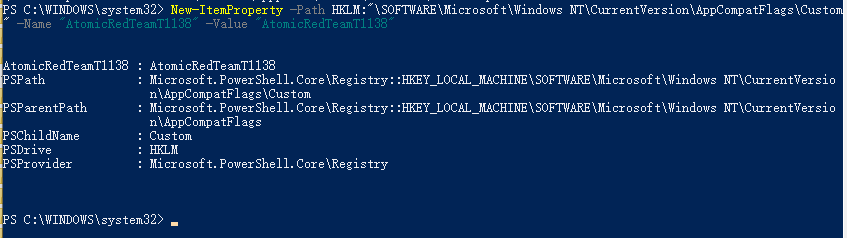 PS C:\WINDOWS\system32> New-ItemProperty -Path HKLM:"\SOFTWARE\Microsoft\Windows NT\CurrentVersion\AppCompatFlags\Custom
" -Name "AtomicRedTeamT1138" -Value "AtomicRedTeamT1138"
AtomicRedTeamT1138 : AtomicRedTeamT1138
PSPath : Microsoft.PowerShell.Core\Registry::HKEY_LOCAL_MACHINE\SOFTWARE\Microsoft\Windows NT\CurrentVersio
n\AppCompatFlags\Custom
PSParentPath : Microsoft.PowerShell.Core\Registry::HKEY_LOCAL_MACHINE\SOFTWARE\Microsoft\Windows NT\CurrentVersio
n\AppCompatFlags
PSChildName : Custom
PSDrive : HKLM
PSProvider : Microsoft.PowerShell.Core\Registry
PS C:\WINDOWS\system32> _